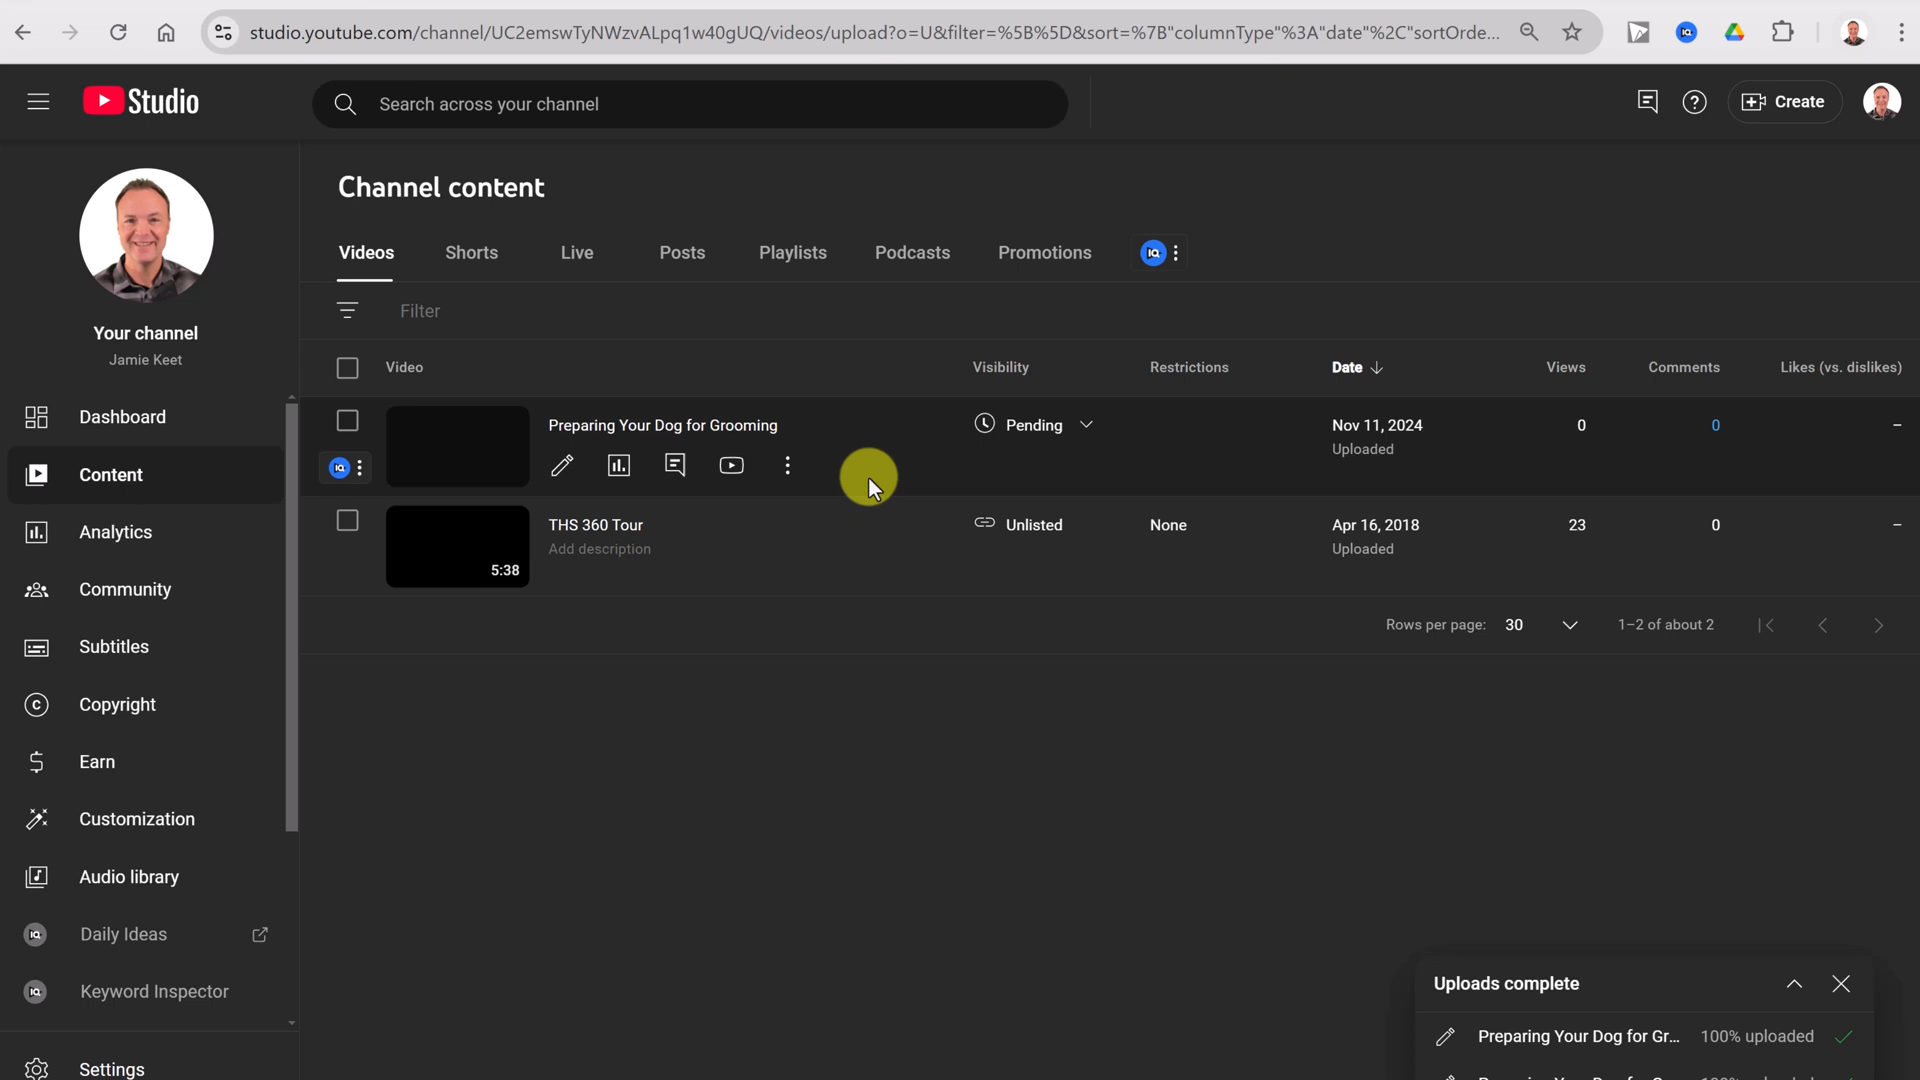 studio.youtube.com/channel/UC2emswTyNWzvALpq1w40gUQ/videos/upload?o=U&filter=%5B%5D&sort=%7B"columnType"%3A"date"%2C"sortOrde...
Studio
Search across your channel
Create
Your channel
Jamie Keet
Dashboard
Content
Analytics
Community
Subtitles
Copyright
Earn
Customization
Audio library
Daily Ideas
Keyword Inspector
Settings
Channel content
Videos Shorts Live Posts Playlists Podcasts Promotions
Filter
Video Visibility Restrictions Date Views Comments Likes (vs. dislikes)
Preparing Your Dog for Grooming Pending Nov 11, 2024 0 0 –
Uploaded
THS 360 Tour Unlisted None Apr 16, 2018 23 0 –
Add description Uploaded
5:38
Rows per page: 30 1–2 of about 2
Uploads complete
Preparing Your Dog for Gr... 100% uploaded